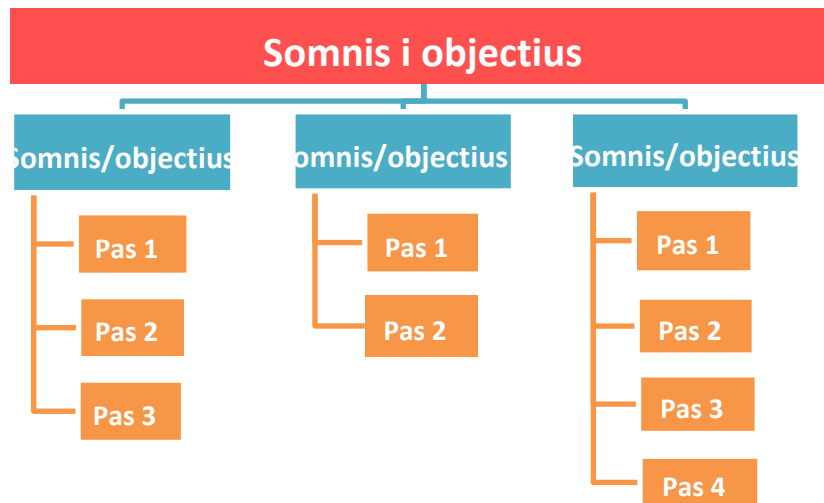 Somnis i objectius
Somnis/objectius
Pas 1
Pas 2
Pas 3
omnis/objectius
Pas 1
Pas 2
Somnis/objectius
Pas 1
Pas 2
Pas 3
Pas 4